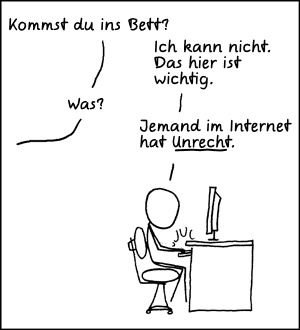 Kommst du ins Bett?
Ich kann nicht.
Das hier ist
wichtig.
Was?
Jemand im Internet
hat Unrecht.